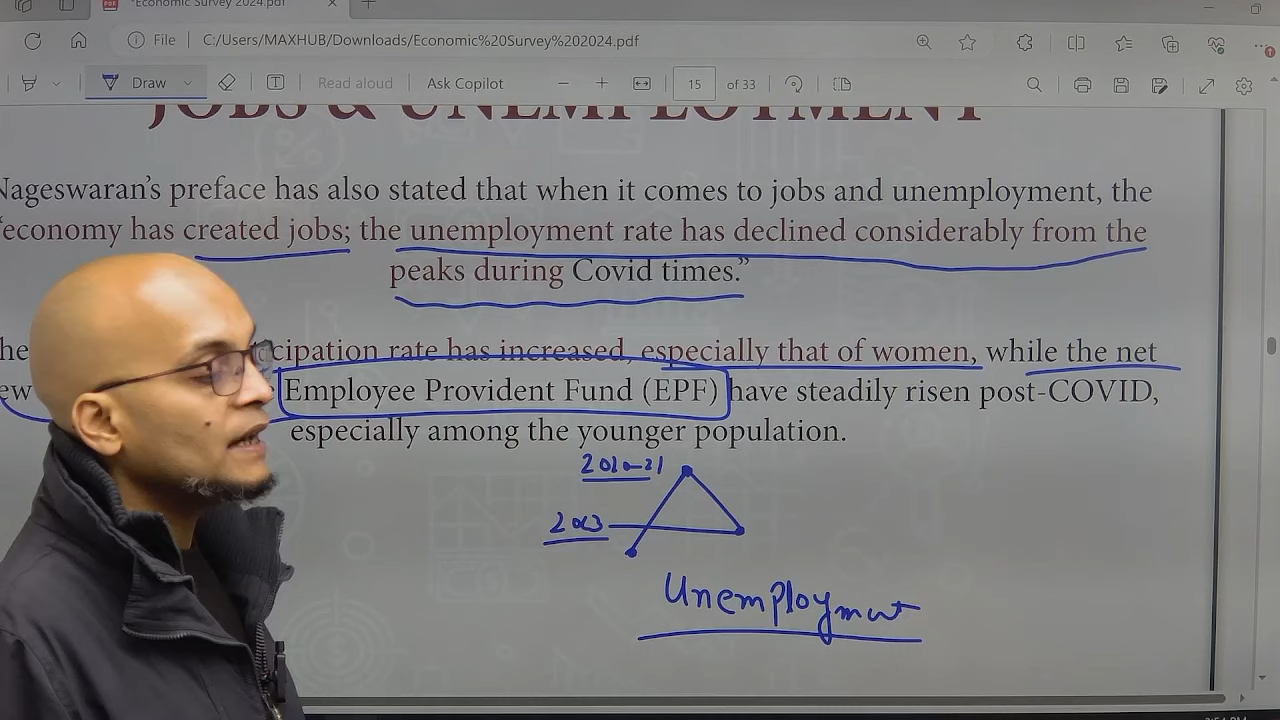 *Economic Survey 2024.pdf
File | C:/Users/MAXHUB/Downloads/Economic%20Survey%202024.pdf
Draw Read aloud Ask Copilot 15 of 33
JOBS & UNEMPLOYMENT
Nageswaran's preface has also stated that when it comes to jobs and unemployment, the
"economy has created jobs; the unemployment rate has declined considerably from the
peaks during Covid times."
rate has increased, especially that of women, while the net
Employee Provident Fund (EPF) have steadily risen post-COVID,
especially among the younger population.
2020-21
2023
Unemployment